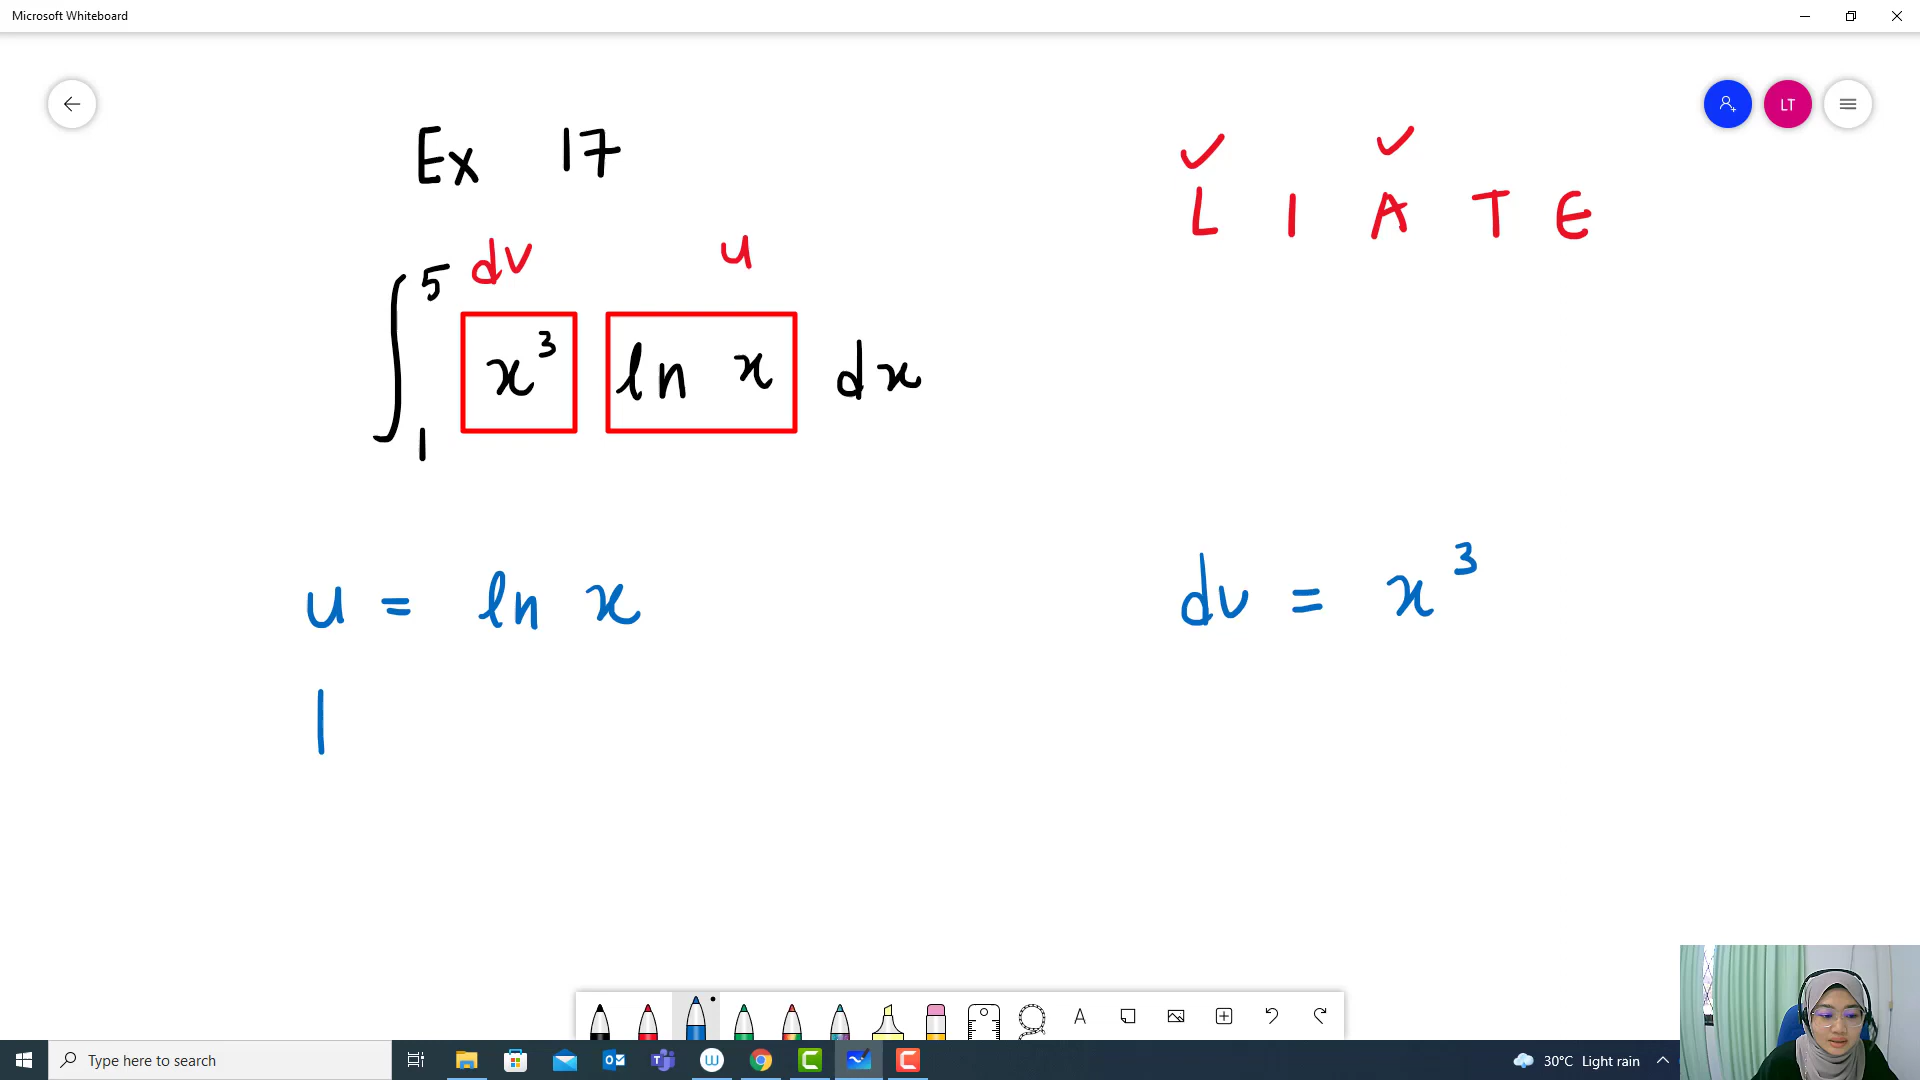 Microsoft Whiteboard
LT
Ex 17
L I A T E
dv u
∫₁⁵ x³ ln x dx
u = ln x
dv = x³
|
A
Type here to search
30°C Light rain